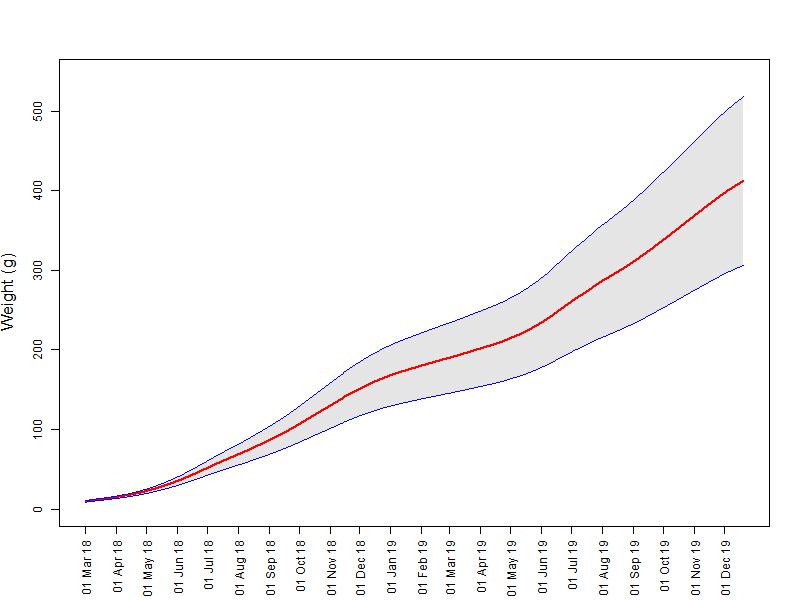 Weight (g)
500
400
300
200
100
0
01 Mar 18
01 Apr 18
01 May 18
01 Jun 18
01 Jul 18
01 Aug 18
01 Sep 18
01 Oct 18
01 Nov 18
01 Dec 18
01 Jan 19
01 Feb 19
01 Mar 19
01 Apr 19
01 May 19
01 Jun 19
01 Jul 19
01 Aug 19
01 Sep 19
01 Oct 19
01 Nov 19
01 Dec 19